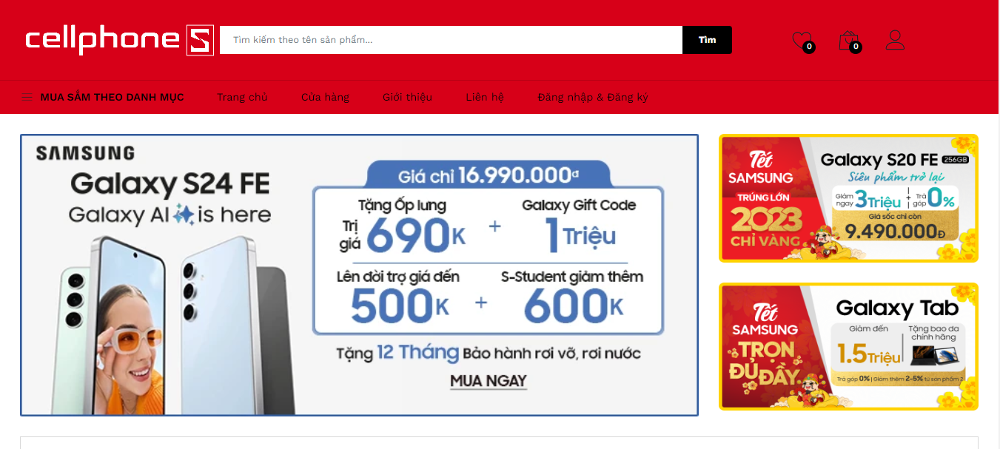 cellphone S
Tìm kiếm theo tên sản phẩm...
Tìm
0
0
MUA SẮM THEO DANH MỤC
Trang chủ
Cửa hàng
Giới thiệu
Liên hệ
Đăng nhập & Đăng ký
SAMSUNG
Galaxy S24 FE
Galaxy AI is here
Giá chỉ 16.990.000đ
Tặng Ốp lưng
Trị giá 690K
+
Galaxy Gift Code
1 Triệu
Lên đời trợ giá đến
500K
+
S-Student giảm thêm
600K
Tặng 12 Tháng Bảo hành rơi vỡ, rơi nước
MUA NGAY
Tết
SAMSUNG
TRÚNG LỚN
2023
CHỈ VÀNG
Galaxy S20 FE 256GB
Siêu phẩm trở lại
Giảm ngay 3 Triệu + Trả góp 0%
Giá sốc chỉ còn
9.490.000Đ
Tết
SAMSUNG
TRỌN
ĐỦ ĐẦY
Galaxy Tab
Giảm đến
1.5 Triệu
Tặng bao da
chính hãng
Trả góp 0% | Giảm thêm 2-5% từ sản phẩm 2